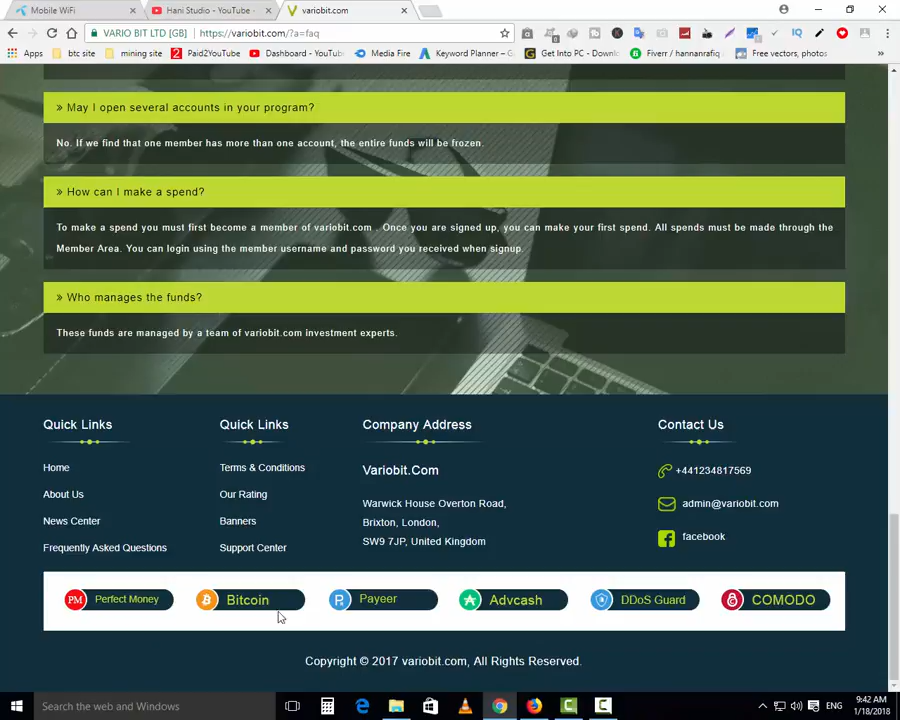 Mobile WiFi
Hani Studio - YouTube
variobit.com
VARIO BIT LTD [GB]
https://variobit.com/?a=faq
Apps
btc site
mining site
Paid2YouTube
Dashboard - YouTu
Media Fire
Keyword Planner –
Get Into PC - Downl
Fiverr / hannanrafiq
Free vectors, photos
» May I open several accounts in your program?
No. If we find that one member has more than one account, the entire funds will be frozen.
» How can I make a spend?
To make a spend you must first become a member of variobit.com . Once you are signed up, you can make your first spend. All spends must be made through the
Member Area. You can login using the member username and password you received when signup.
» Who manages the funds?
These funds are managed by a team of variobit.com investment experts.
Quick Links
Home
About Us
News Center
Frequently Asked Questions
Quick Links
Terms & Conditions
Our Rating
Banners
Support Center
Company Address
Variobit.Com
Warwick House Overton Road,
Brixton, London,
SW9 7JP, United Kingdom
Contact Us
+441234817569
admin@variobit.com
facebook
PM Perfect Money
Bitcoin
Payeer
Advcash
DDoS Guard
COMODO
Copyright © 2017 variobit.com, All Rights Reserved.
Search the web and Windows
ENG
9:42 AM
1/18/2018